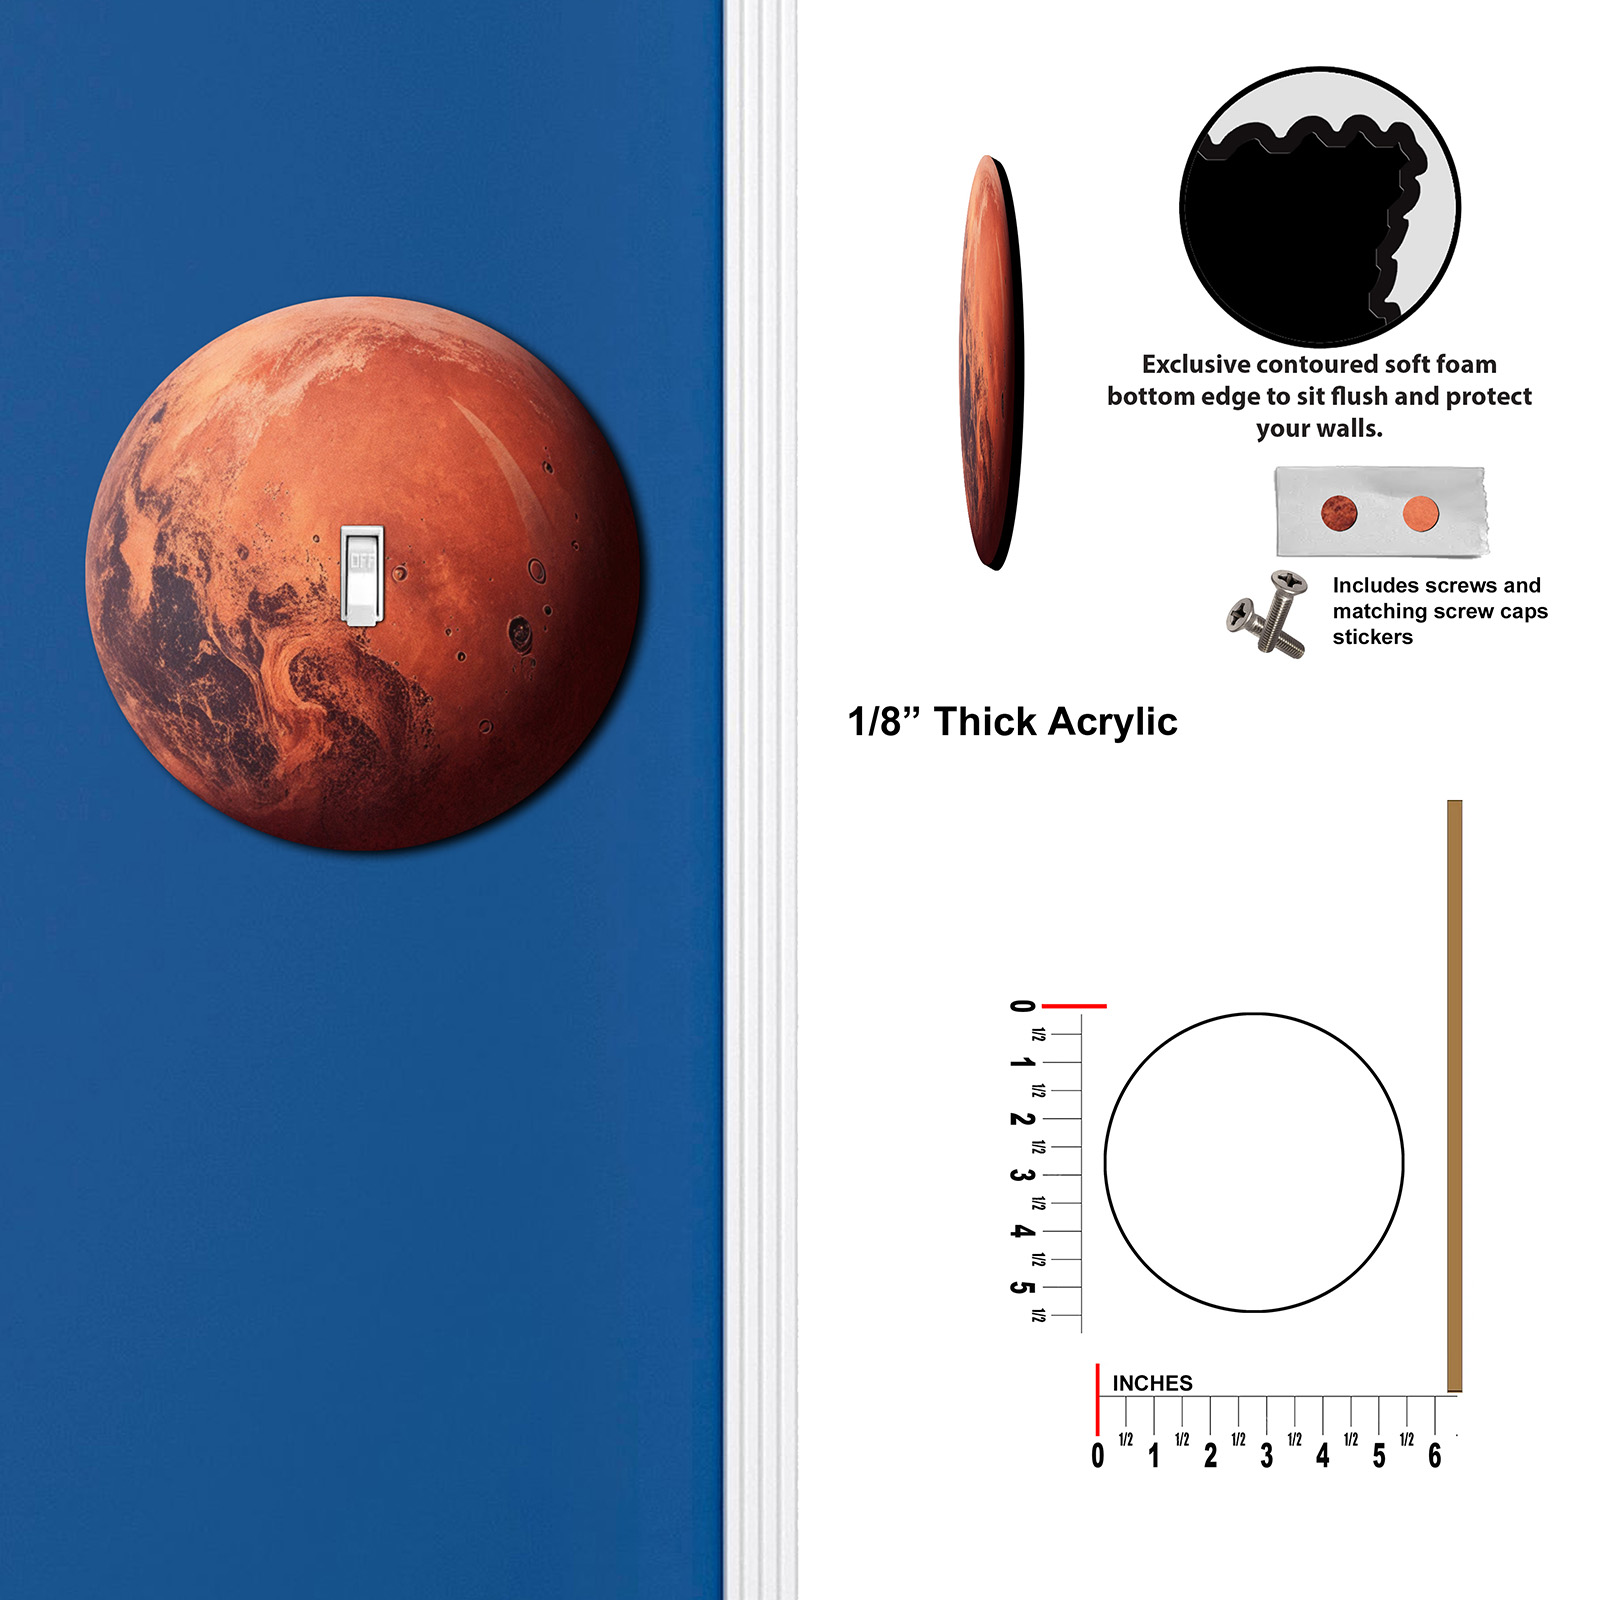 OFF
Exclusive contoured soft foam
bottom edge to sit flush and protect
your walls.
Includes screws and
matching screw caps
stickers
1/8” Thick Acrylic
0
1/2
1
1/2
2
1/2
3
1/2
4
1/2
5
1/2
INCHES
0 1/2 1 1/2 2 1/2 3 1/2 4 1/2 5 1/2 6